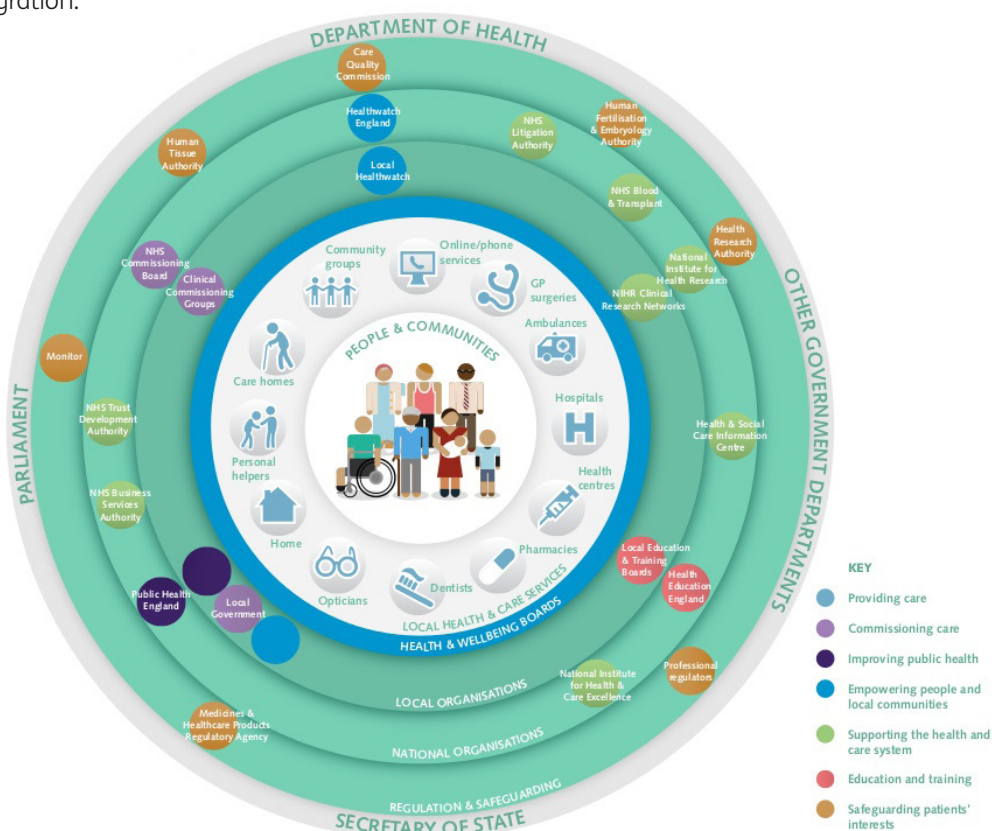 gration.
DEPARTMENT OF HEALTH
Care
Quality
Commission
Healthwatch
England
Local
Healthwatch
NHS
Litigation
Authority
Human
Fertilisation
& Embryology
Authority
Human
Tissue
Authority
NHS Blood
& Transplant
Health
Research
Authority
National
Institute for
Health Research
NIHR Clinical
Research Networks
NHS
Commissioning
Board
Clinical
Commissioning
Groups
Community
groups
Online/phone
services
GP
surgeries
Ambulances
PEOPLE & COMMUNITIES
Care homes
Hospitals
Personal
helpers
Health
centres
Home
Pharmacies
Opticians
Dentists
LOCAL HEALTH & CARE SERVICES
HEALTH & WELLBEING BOARDS
Monitor
PARLIAMENT
OTHER GOVERNMENT DEPARTMENTS
NHS Trust
Development
Authority
Health & Social
Care Information
Centre
NHS Business
Services
Authority
Local Education
& Training
Boards
Health
Education
England
Public Health
England
Local
Government
National Institute
for Health &
Care Excellence
Professional
regulators
LOCAL ORGANISATIONS
Medicines &
Healthcare Products
Regulatory Agency
NATIONAL ORGANISATIONS
REGULATION & SAFEGUARDING
SECRETARY OF STATE
KEY
Providing care
Commissioning care
Improving public health
Empowering people and
local communities
Supporting the health and
care system
Education and training
Safeguarding patients'
interests